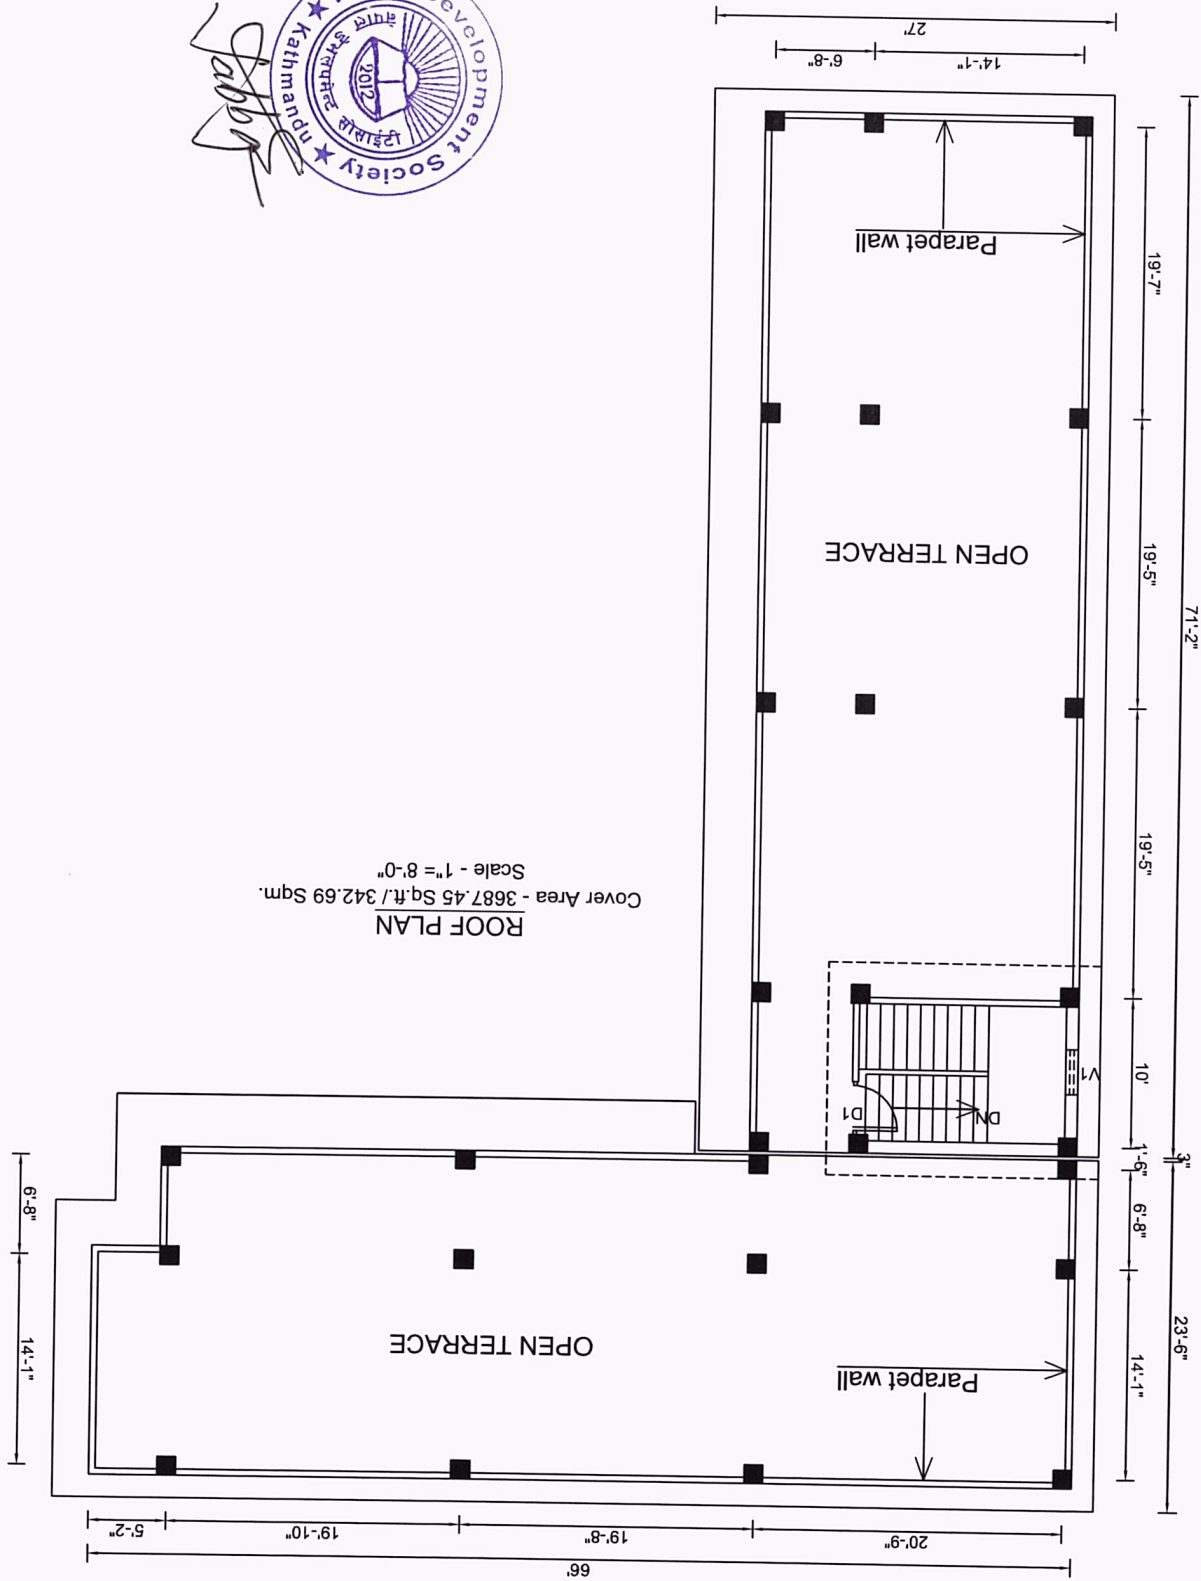 66'
20'-9"
19'-8"
19'-10"
5'-2"
23'-6"
14'-1"
6'-8"
1'-6"
3"
Parapet wall
OPEN TERRACE
14'-1"
6'-8"
DN
D1
V1
10'
71'-2"
19'-5"
19'-5"
19'-7"
ROOF PLAN
Cover Area - 3687.45 Sq.ft./ 342.69 Sqm.
Scale - 1"= 8'-0"
OPEN TERRACE
Parapet wall
14'-1"
6'-8"
27'
evelopment Society ★ Kathmandu ★
सोसाईटी
2012